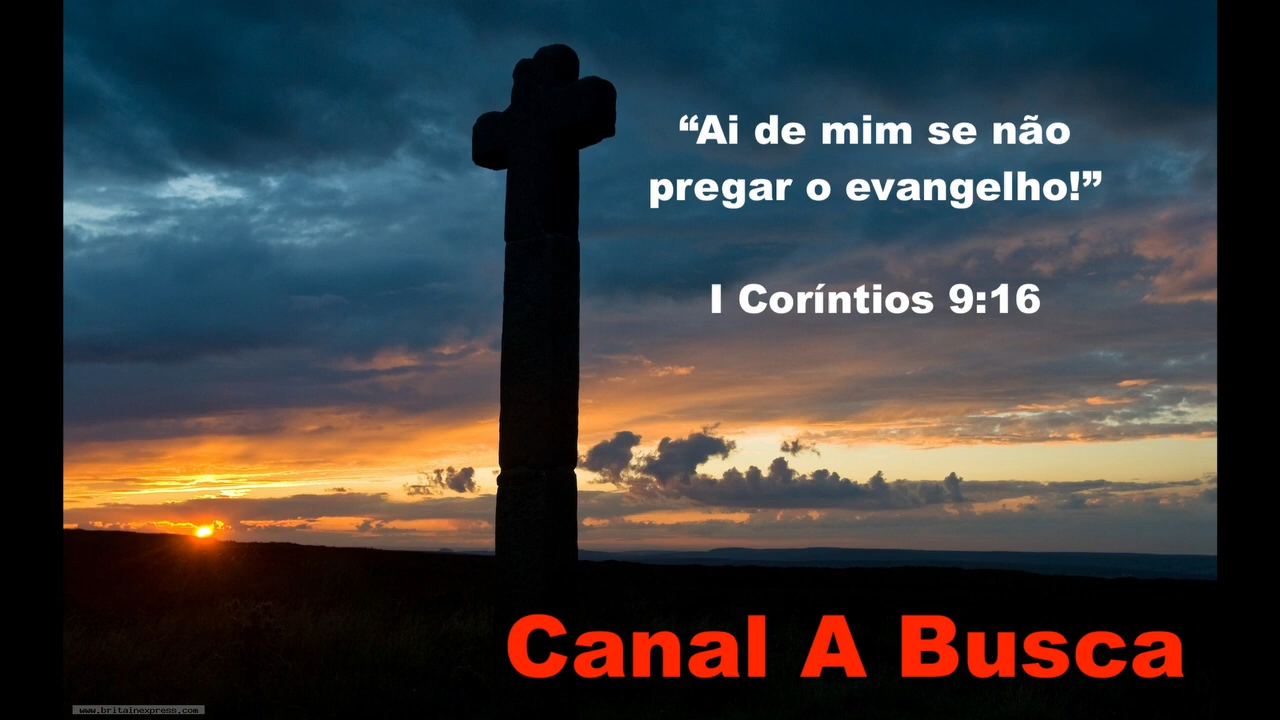 “Ai de mim se não
pregar o evangelho!”
I Coríntios 9:16
Canal A Busca
www.britainexpress.com